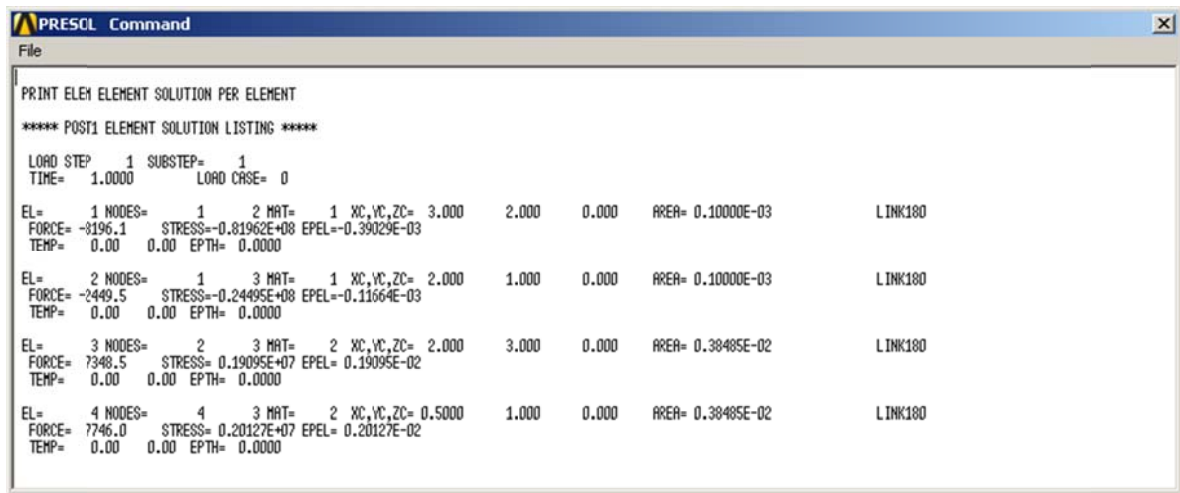 PRESOL Command
File
PRINT ELEM ELEMENT SOLUTION PER ELEMENT
***** POST1 ELEMENT SOLUTION LISTING *****
LOAD STEP 1 SUBSTEP= 1
TIME= 1.0000 LOAD CASE= 0
EL= 1 NODES= 1 2 MAT= 1 XC,YC,ZC= 3.000 2.000 0.000 AREA= 0.10000E-03 LINK180
FORCE= -8196.1 STRESS=-0.81962E+08 EPEL=-0.39029E-03
TEMP= 0.00 0.00 EPTH= 0.0000
EL= 2 NODES= 1 3 MAT= 1 XC,YC,ZC= 2.000 1.000 0.000 AREA= 0.10000E-03 LINK180
FORCE= -2449.5 STRESS=-0.24495E+08 EPEL=-0.11664E-03
TEMP= 0.00 0.00 EPTH= 0.0000
EL= 3 NODES= 2 3 MAT= 2 XC,YC,ZC= 2.000 3.000 0.000 AREA= 0.38485E-02 LINK180
FORCE= 7348.5 STRESS= 0.19095E+07 EPEL= 0.19095E-02
TEMP= 0.00 0.00 EPTH= 0.0000
EL= 4 NODES= 4 3 MAT= 2 XC,YC,ZC= 0.5000 1.000 0.000 AREA= 0.38485E-02 LINK180
FORCE= 7746.0 STRESS= 0.20127E+07 EPEL= 0.20127E-02
TEMP= 0.00 0.00 EPTH= 0.0000